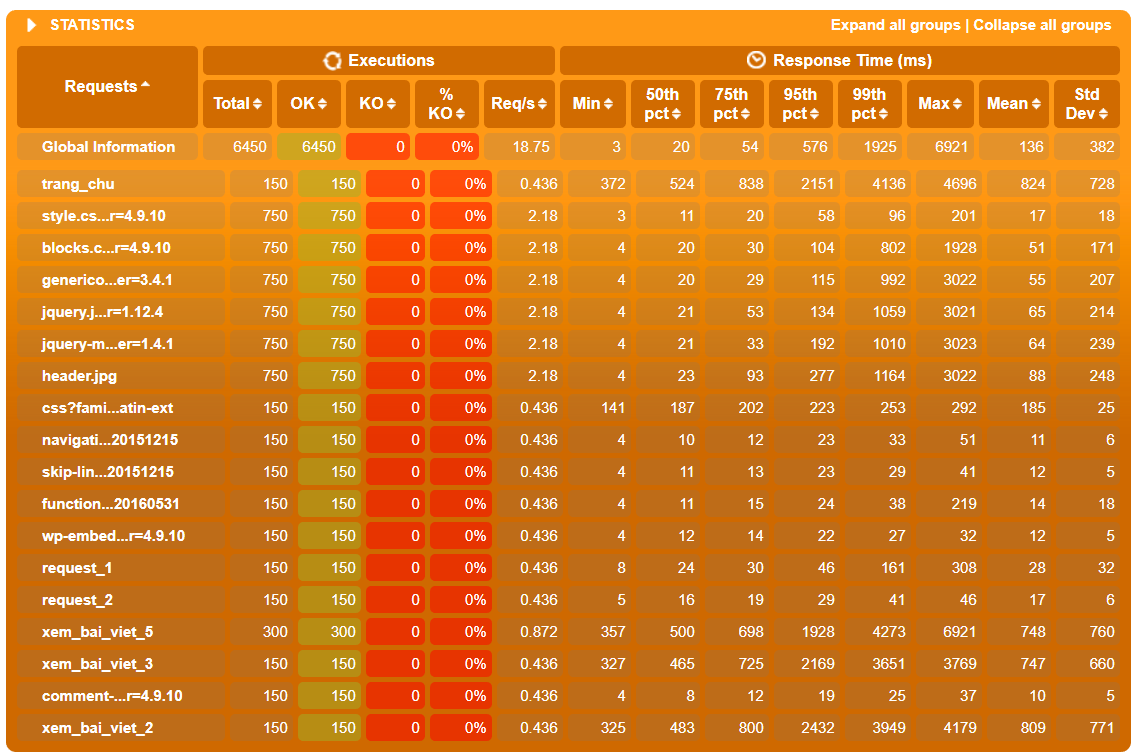 STATISTICS Expand all groups | Collapse all groups
Requests Executions Response Time (ms)
Total OK KO % KO Req/s Min 50th pct 75th pct 95th pct 99th pct Max Mean Std Dev
Global Information 6450 6450 0 0% 18.75 3 20 54 576 1925 6921 136 382
trang_chu 150 150 0 0% 0.436 372 524 838 2151 4136 4696 824 728
style.cs...r=4.9.10 750 750 0 0% 2.18 3 11 20 58 96 201 17 18
blocks.c...r=4.9.10 750 750 0 0% 2.18 4 20 30 104 802 1928 51 171
generico...er=3.4.1 750 750 0 0% 2.18 4 20 29 115 992 3022 55 207
jquery.j...r=1.12.4 750 750 0 0% 2.18 4 21 53 134 1059 3021 65 214
jquery-m...er=1.4.1 750 750 0 0% 2.18 4 21 33 192 1010 3023 64 239
header.jpg 750 750 0 0% 2.18 4 23 93 277 1164 3022 88 248
css?fami...atin-ext 150 150 0 0% 0.436 141 187 202 223 253 292 185 25
navigati...20151215 150 150 0 0% 0.436 4 10 12 23 33 51 11 6
skip-lin...20151215 150 150 0 0% 0.436 4 11 13 23 29 41 12 5
function...20160531 150 150 0 0% 0.436 4 11 15 24 38 219 14 18
wp-embed...r=4.9.10 150 150 0 0% 0.436 4 12 14 22 27 32 12 5
request_1 150 150 0 0% 0.436 8 24 30 46 161 308 28 32
request_2 150 150 0 0% 0.436 5 16 19 29 41 46 17 6
xem_bai_viet_5 300 300 0 0% 0.872 357 500 698 1928 4273 6921 748 760
xem_bai_viet_3 150 150 0 0% 0.436 327 465 725 2169 3651 3769 747 660
comment-...r=4.9.10 150 150 0 0% 0.436 4 8 12 19 25 37 10 5
xem_bai_viet_2 150 150 0 0% 0.436 325 483 800 2432 3949 4179 809 771